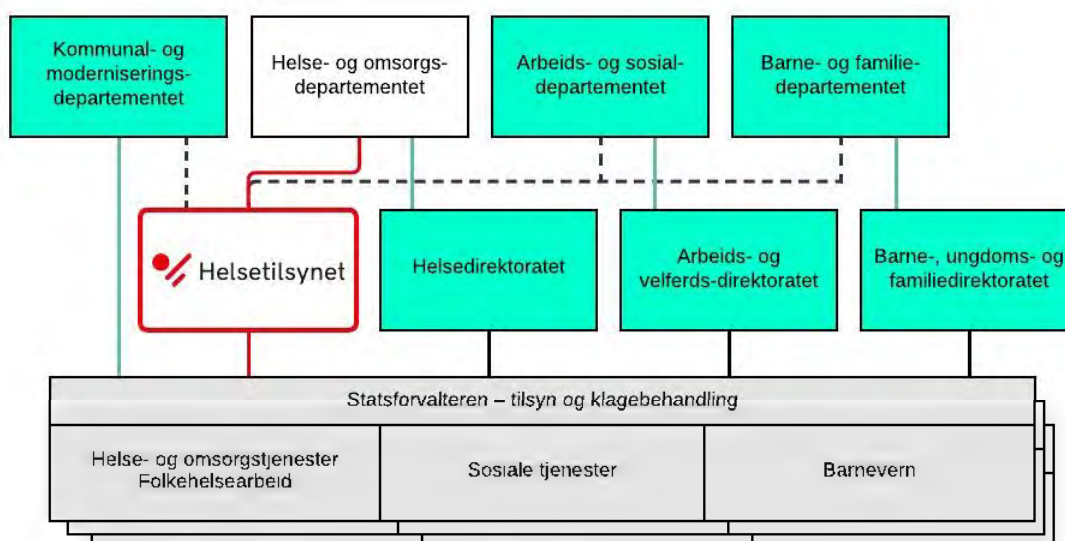 Kommunal- og
moderniserings-
departementet
Helse- og omsorgs-
departementet
Arbeids- og sosial-
departementet
Barne- og familie-
departementet
Helsetilsynet
Helsedirektoratet
Arbeids- og
velferds-direktoratet
Barne-, ungdoms- og
familiedirektoratet
Statsforvalteren – tilsyn og klagebehandling
Helse- og omsorgstjenester
Folkehelsearbeid
Sosiale tjenester
Barnevern